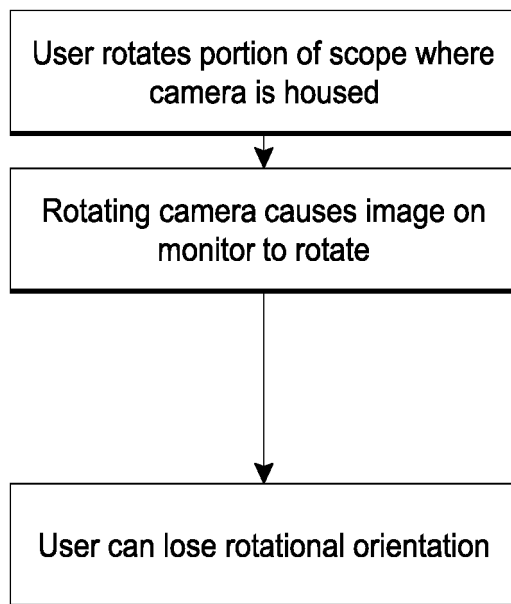 User rotates portion of scope where
camera is housed
Rotating camera causes image on
monitor to rotate
User can lose rotational orientation